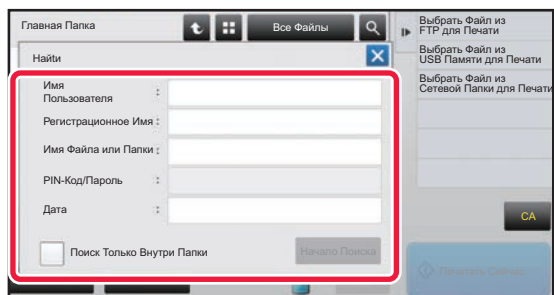 Главная Папка
Все Файлы
Найти
Имя
Пользователя :
Регистрационное Имя :
Имя Файла или Папки :
PIN-Код/Пароль :
Дата :
Поиск Только Внутри Папки
Начало Поиска
Выбрать Файл из
FTP для Печати
Выбрать Файл из
USB Памяти для Печати
Выбрать Файл из
Сетевой Папки для Печати
CA
Печатать Сейчас